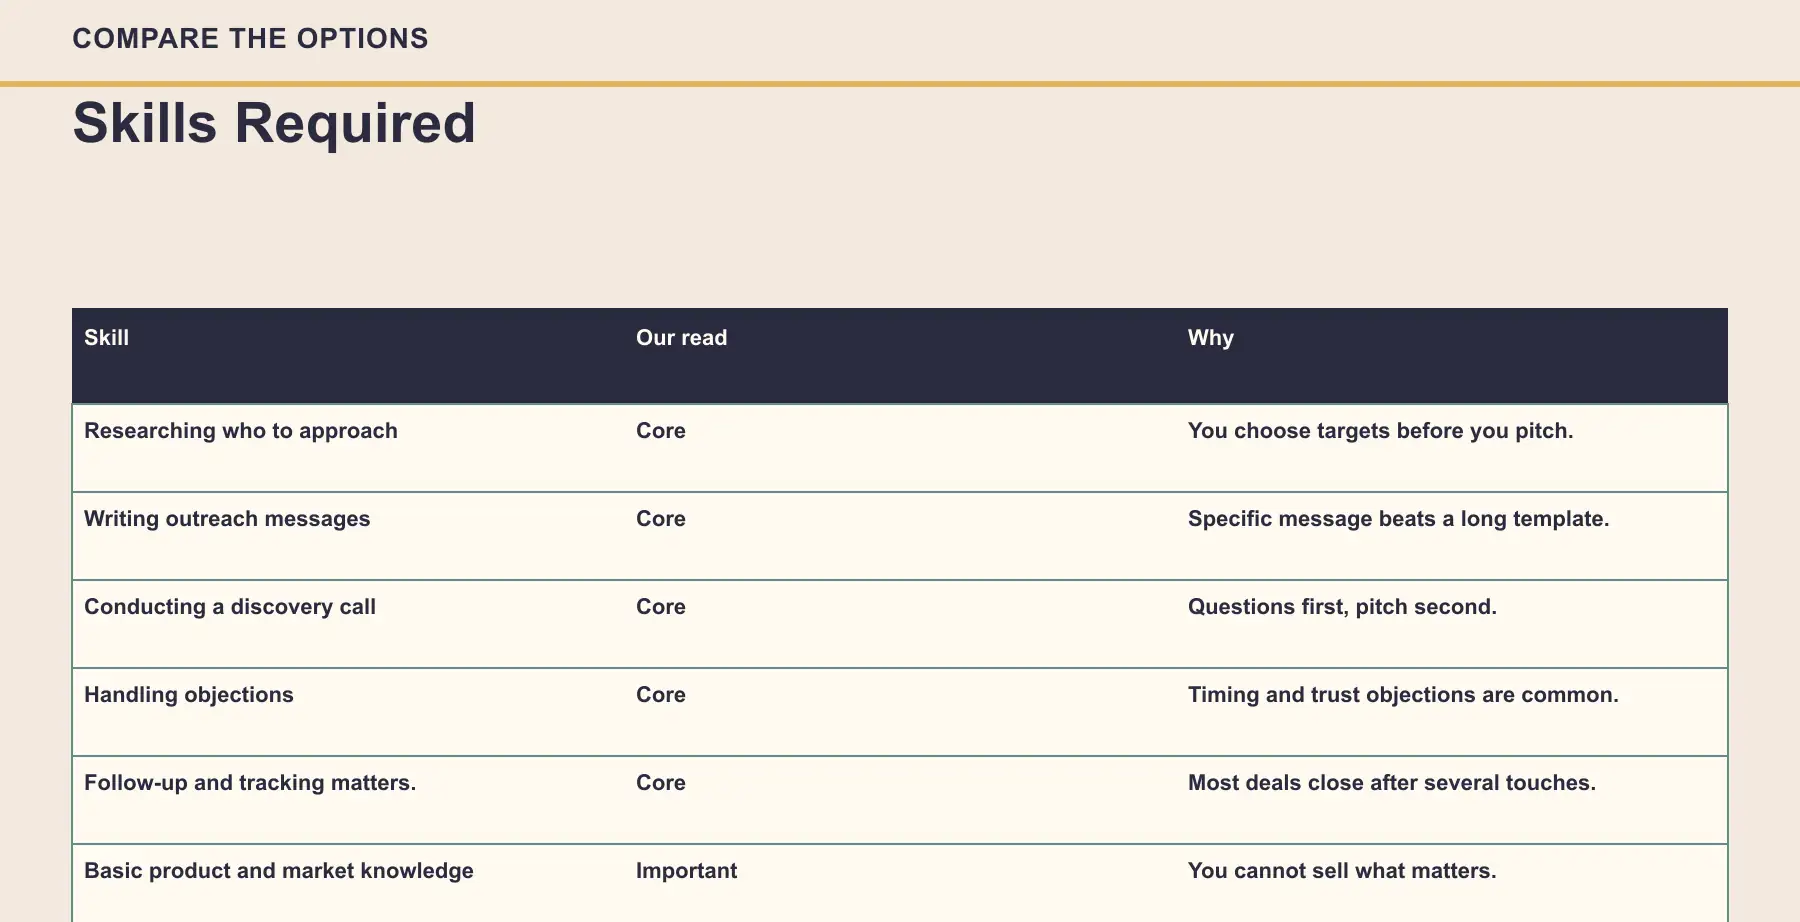 COMPARE THE OPTIONS
Skills Required
Skill Our read Why
Researching who to approach Core You choose targets before you pitch.
Writing outreach messages Core Specific message beats a long template.
Conducting a discovery call Core Questions first, pitch second.
Handling objections Core Timing and trust objections are common.
Follow-up and tracking matters. Core Most deals close after several touches.
Basic product and market knowledge Important You cannot sell what matters.